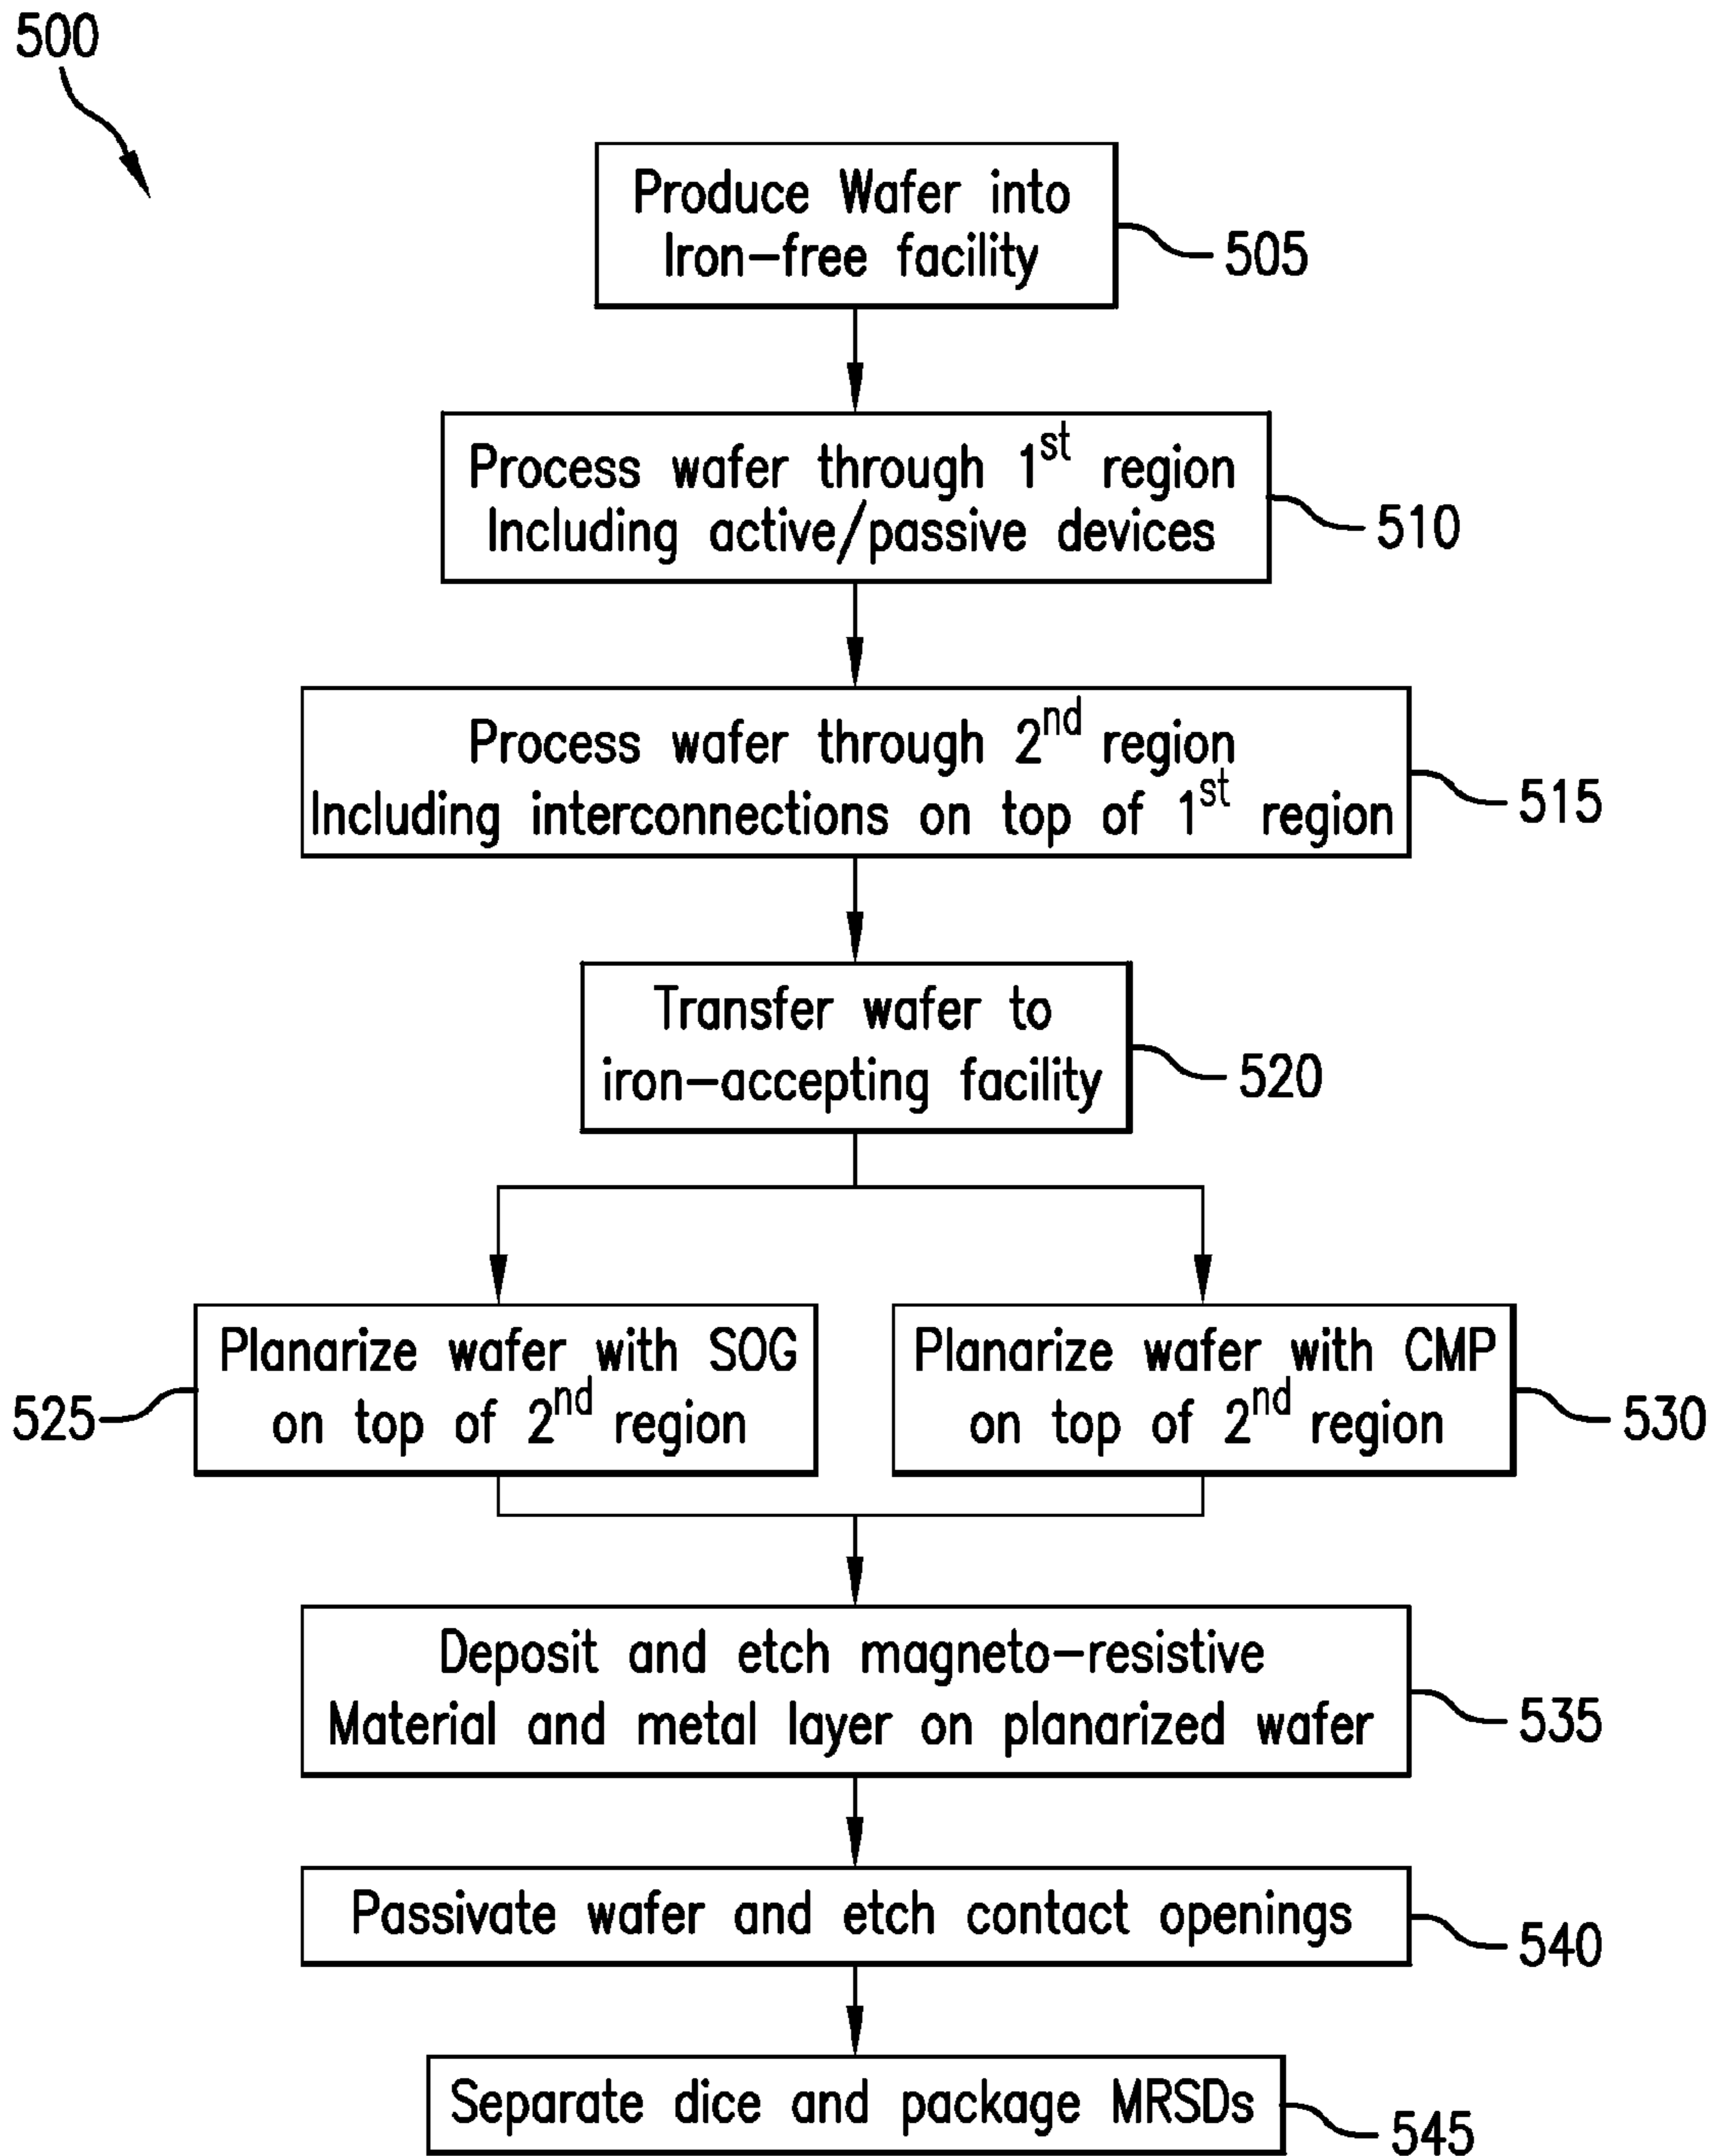 500
Produce Wafer into
Iron-free facility
505
Process wafer through 1st region
Including active/passive devices
510
Process wafer through 2nd region
Including interconnections on top of 1st region
515
Transfer wafer to
iron-accepting facility
520
Planarize wafer with SOG
on top of 2nd region
525
Planarize wafer with CMP
on top of 2nd region
530
Deposit and etch magneto-resistive
Material and metal layer on planarized wafer
535
Passivate wafer and etch contact openings
540
Separate dice and package MRSDs
545